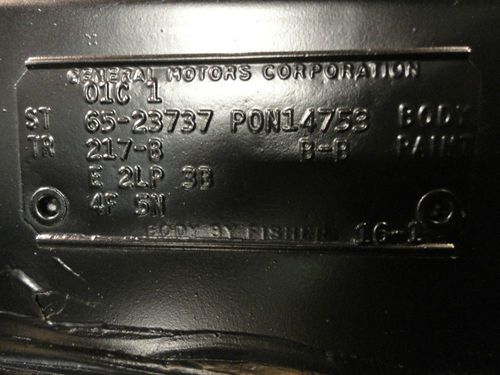 GENERAL MOTORS CORPORATION
01C 1
ST 65-23737 PON14753 BODY
TR 217-B B-B PAINT
E 2LP 3B
4F 5N
BODY BY FISHER 16-1